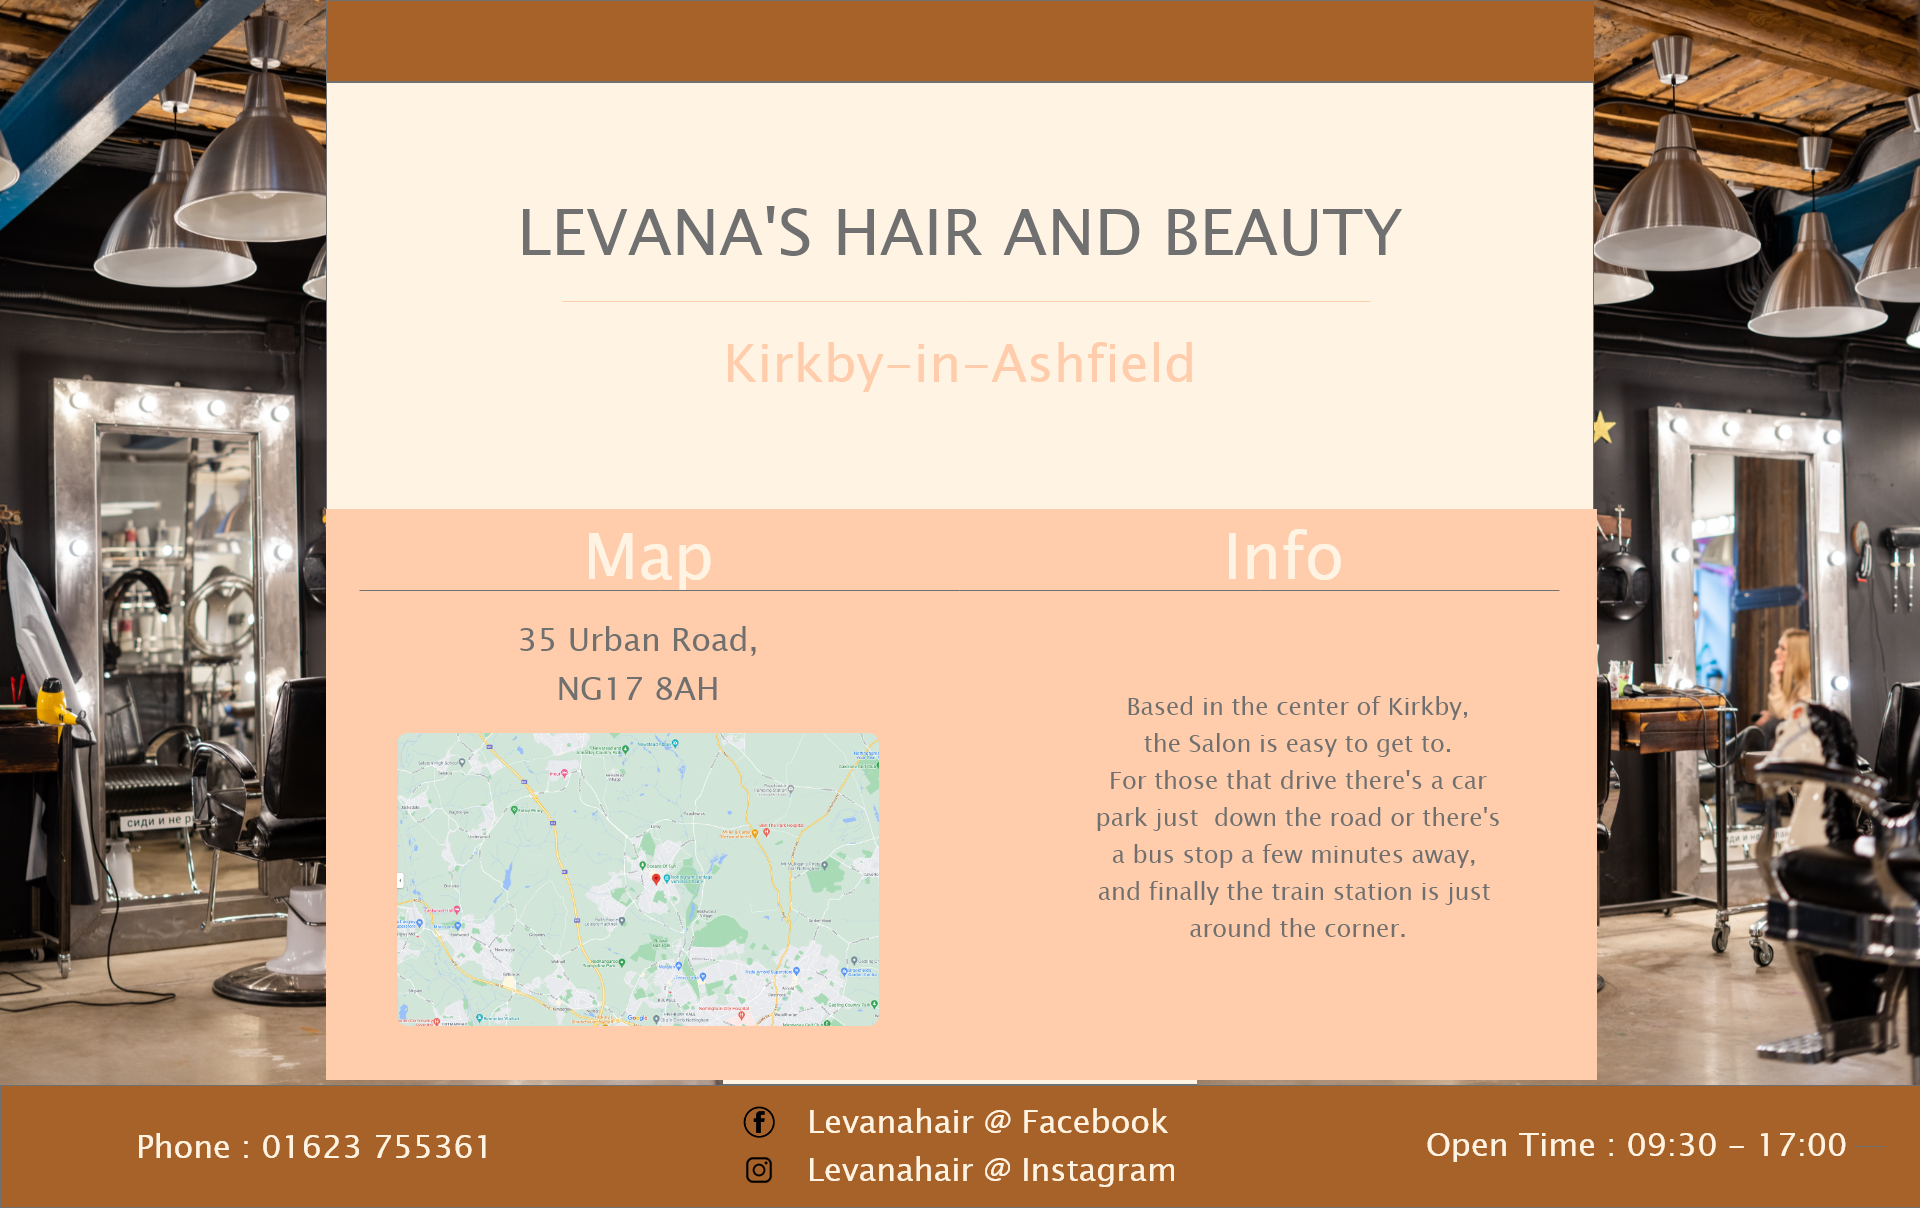 LEVANA'S HAIR AND BEAUTY
Kirkby-in-Ashfield
Map
Info
35 Urban Road,
NG17 8AH
Based in the center of Kirkby,
the Salon is easy to get to.
For those that drive there's a car
park just  down the road or there's
a bus stop a few minutes away,
and finally the train station is just
around the corner.
Google
сиди и не
Phone : 01623 755361
Levanahair @ Facebook
Levanahair @ Instagram
Open Time : 09:30 - 17:00